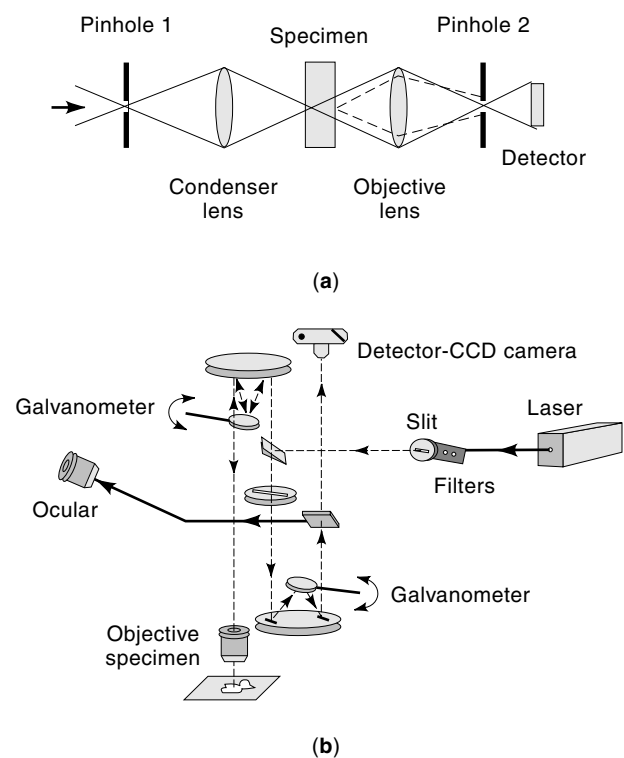 Pinhole 1
Specimen
Pinhole 2
Condenser
lens
Objective
lens
Detector
(a)
Detector-CCD camera
Galvanometer
Slit
Laser
Filters
Ocular
Galvanometer
Objective
specimen
(b)